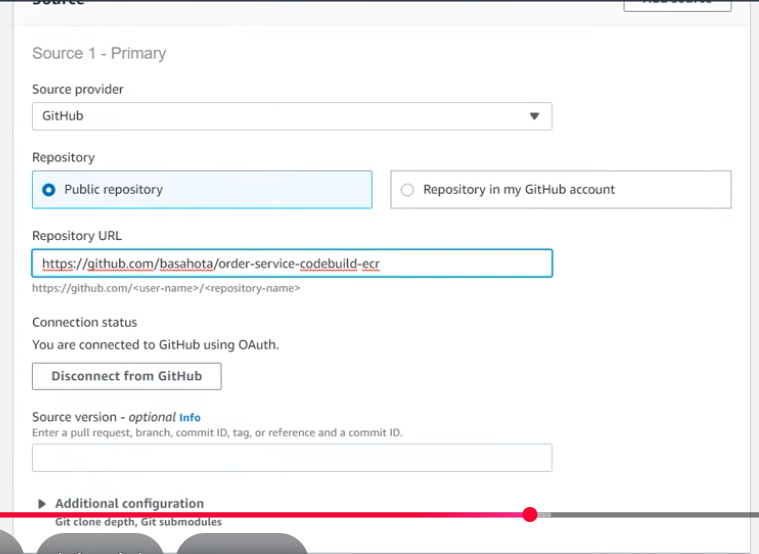 Source
Add source
Source 1 - Primary
Source provider
GitHub
Repository
Public repository
Repository in my GitHub account
Repository URL
https://github.com/basahota/order-service-codebuild-ecr
https://github.com/<user-name>/<repository-name>
Connection status
You are connected to GitHub using OAuth.
Disconnect from GitHub
Source version - optional Info
Enter a pull request, branch, commit ID, tag, or reference and a commit ID.
Additional configuration
Git clone depth, Git submodules